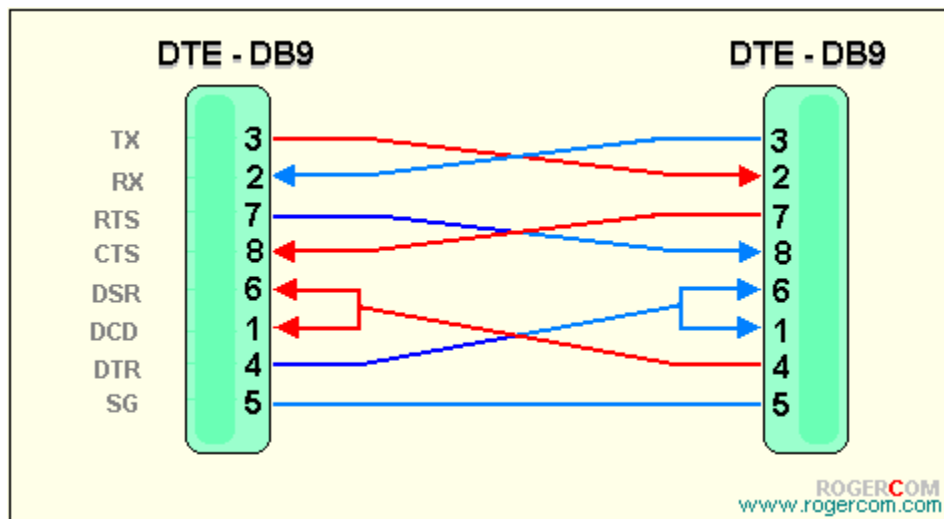 DTE - DB9 DTE - DB9
TX 3 3
RX 2 2
RTS 7 7
CTS 8 8
DSR 6 6
DCD 1 1
DTR 4 4
SG 5 5
ROGERCOM
www.rogercom.com